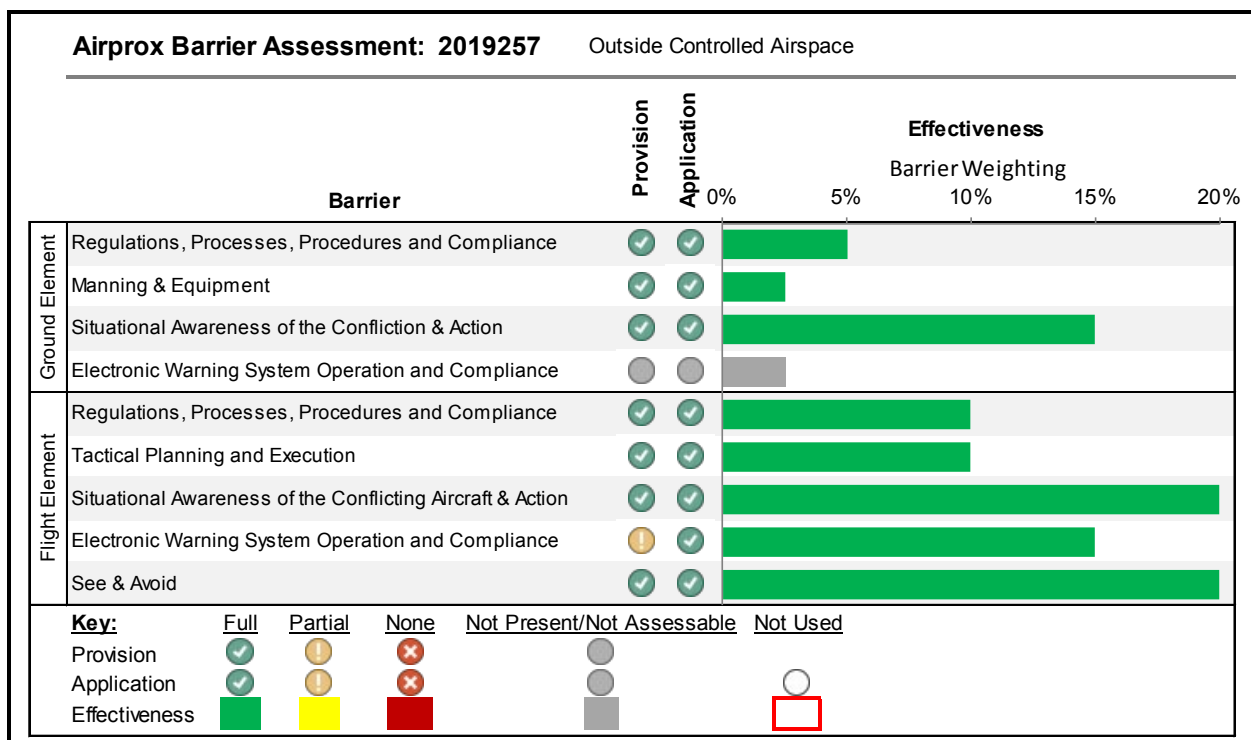 Airprox Barrier Assessment: 2019257 Outside Controlled Airspace
Barrier
Provision
Application
Effectiveness
Barrier Weighting
0% 5% 10% 15% 20%
Ground Element
Regulations, Processes, Procedures and Compliance
Manning & Equipment
Situational Awareness of the Confliction & Action
Electronic Warning System Operation and Compliance
Flight Element
Regulations, Processes, Procedures and Compliance
Tactical Planning and Execution
Situational Awareness of the Conflicting Aircraft & Action
Electronic Warning System Operation and Compliance
See & Avoid
Key: Full Partial None Not Present/Not Assessable Not Used
Provision
Application
Effectiveness